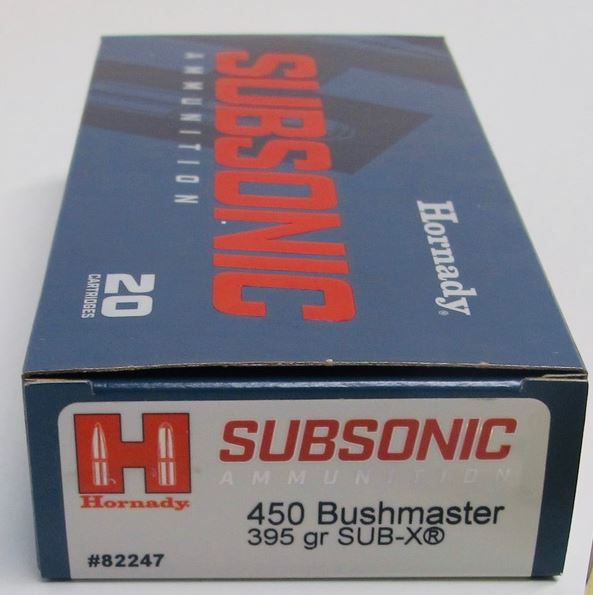 SUBSONIC
AMMUNITION
Hornady®
20
CARTRIDGES
H
Hornady
SUBSONIC
AMMUNITION
450 Bushmaster
395 gr SUB-X®
#82247